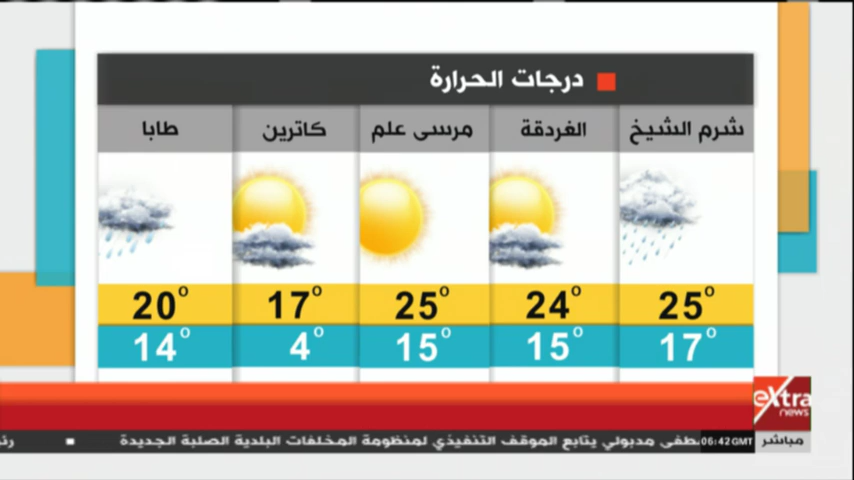 درجات الحرارة
شرم الشيخ الغردقة مرسى علم كاترين طابا
25° 24° 25° 17° 20°
17° 15° 15° 4° 14°
eXtra
news
مباشر
06:42 GMT
مدبولي يتابع الموقف التنفيذي لمنظومة المخلفات البلدية الصلبة الجديدة